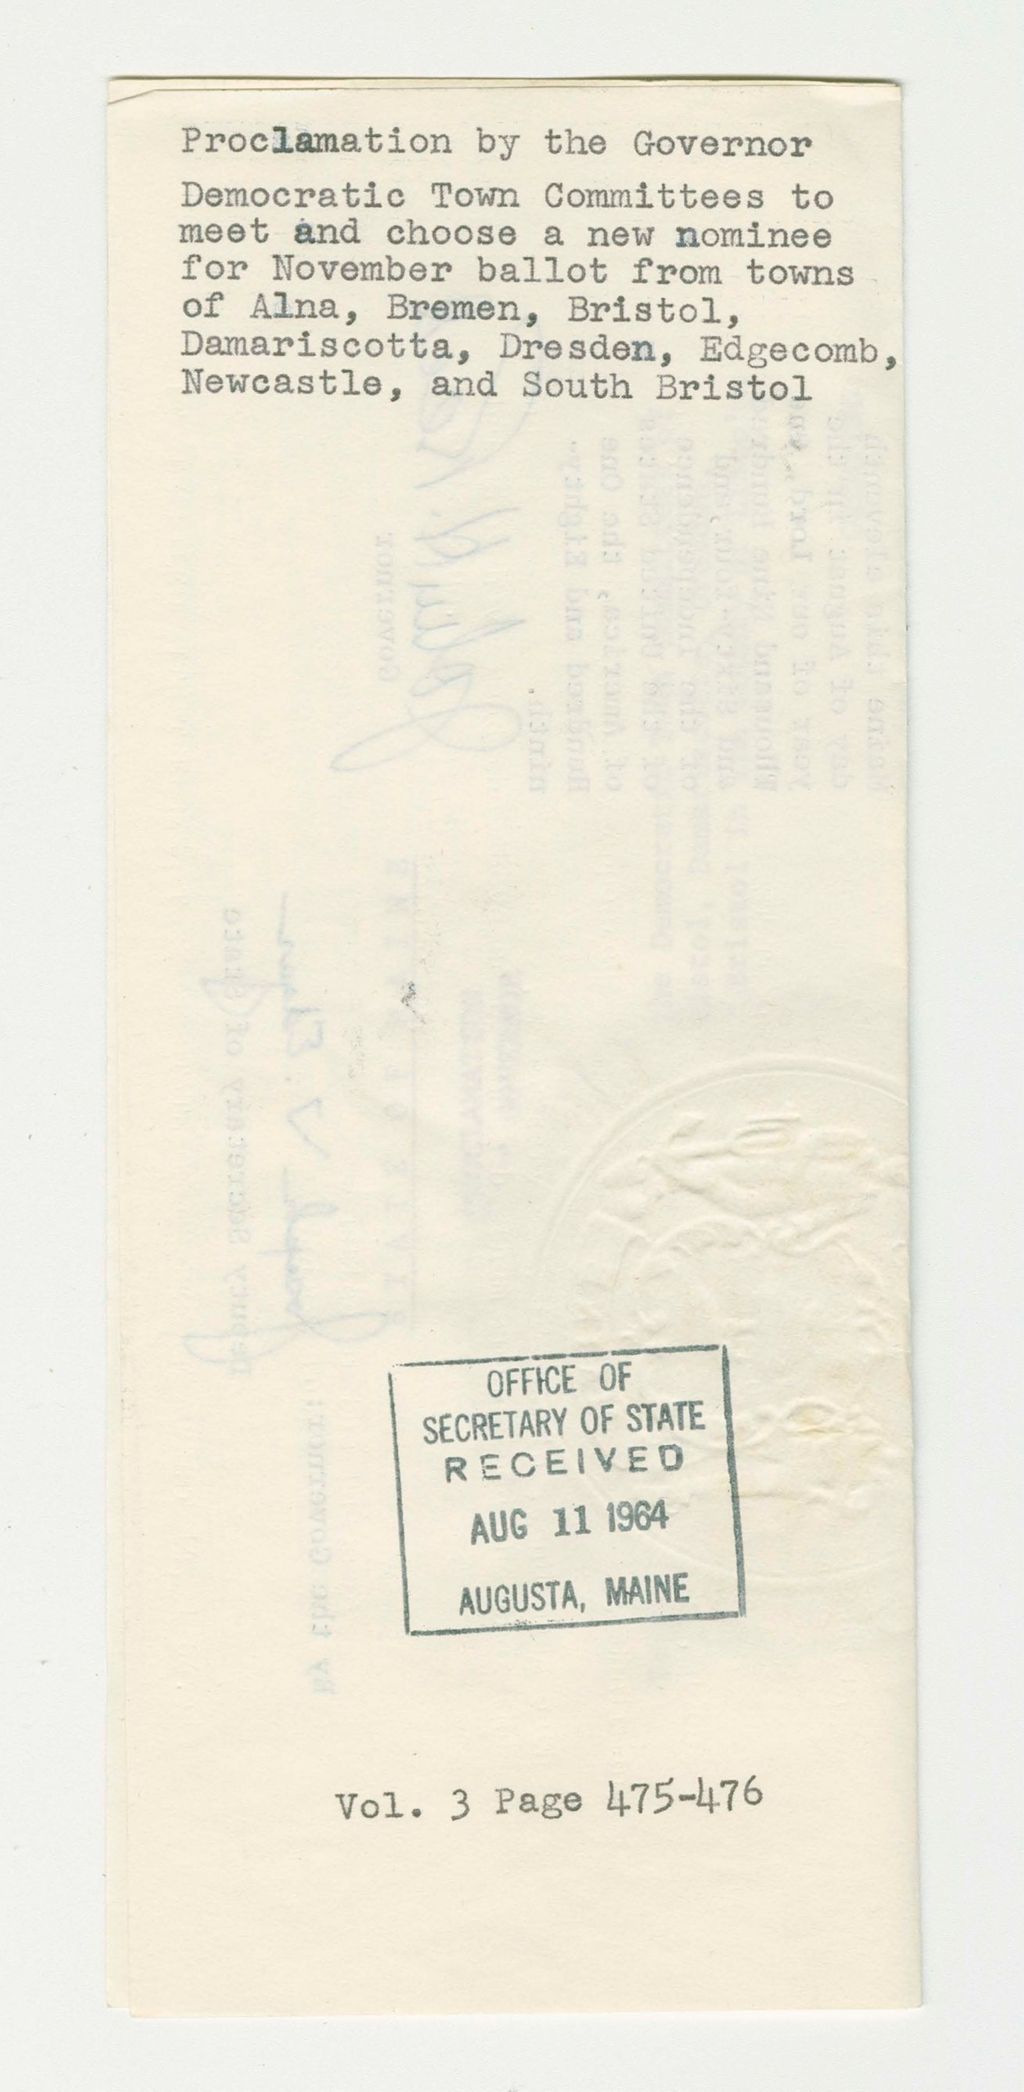 Proclamation by the Governor
Democratic Town Committees to
meet and choose a new nominee
for November ballot from towns
of Alna, Bremen, Bristol,
Damariscotta, Dresden, Edgecomb,
Newcastle, and South Bristol
OFFICE OF
SECRETARY OF STATE
RECEIVED
AUG 11 1964
AUGUSTA, MAINE
Vol. 3 Page 475-476